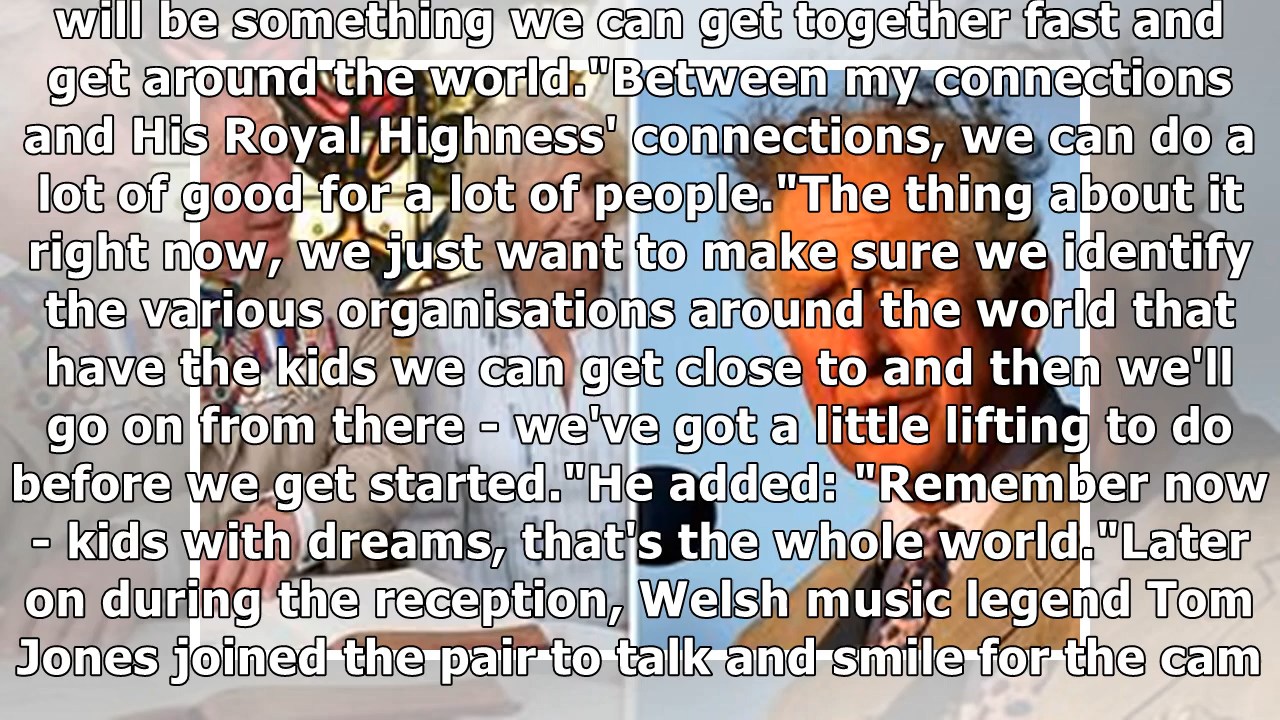 will be something we can get together fast and
get around the world."Between my connections
and His Royal Highness' connections, we can do a
lot of good for a lot of people."The thing about it
right now, we just want to make sure we identify
the various organisations around the world that
have the kids we can get close to and then we'll
go on from there - we've got a little lifting to do
before we get started."He added: "Remember now
- kids with dreams, that's the whole world."Later
on during the reception, Welsh music legend Tom
Jones joined the pair to talk and smile for the cam